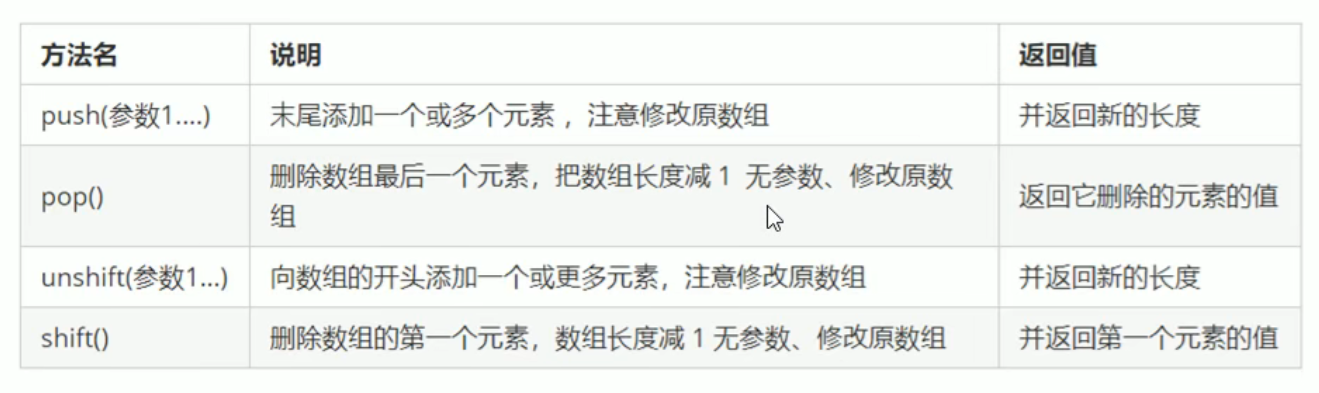 方法名 说明 返回值
push(参数1....) 末尾添加一个或多个元素 ，注意修改原数组 并返回新的长度
pop() 删除数组最后一个元素，把数组长度减 1 无参数、修改原数组 返回它删除的元素的值
unshift(参数1...) 向数组的开头添加一个或更多元素，注意修改原数组 并返回新的长度
shift() 删除数组的第一个元素，数组长度减 1 无参数、修改原数组 并返回第一个元素的值